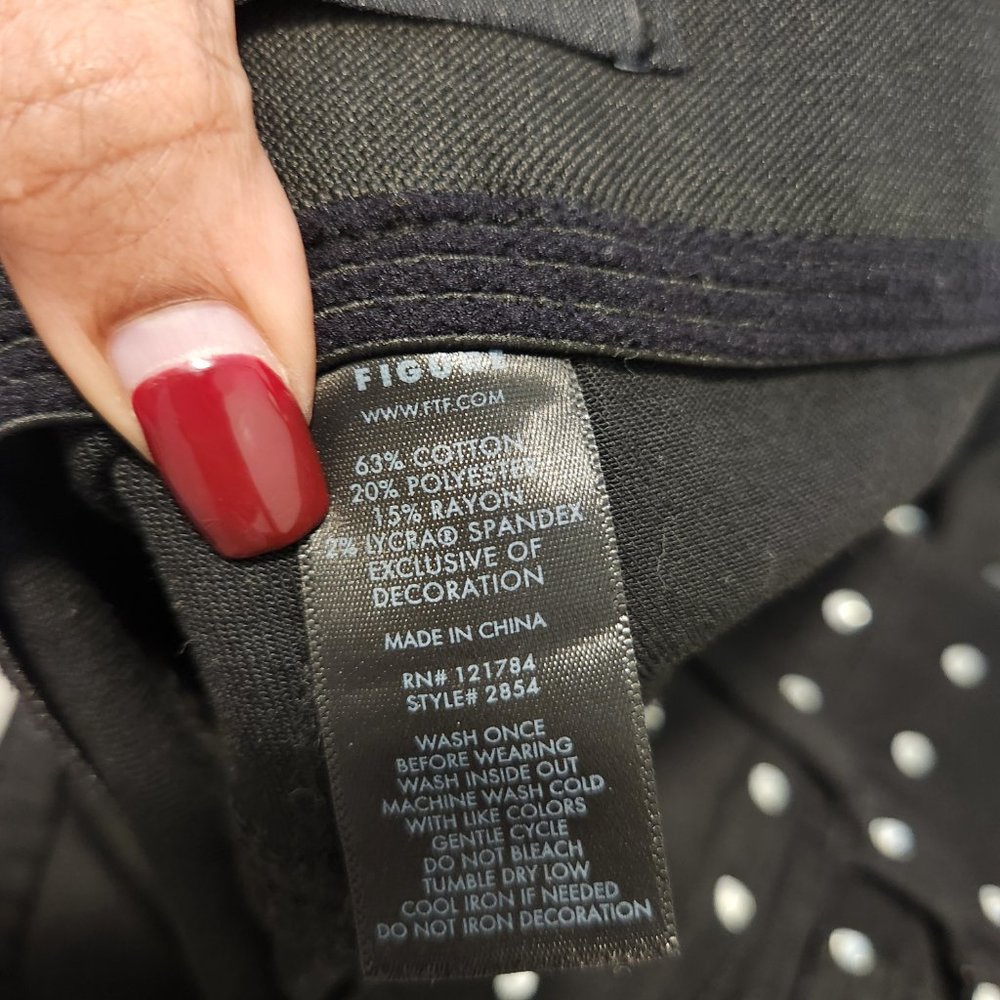 FIGURE
WWW.FTF.COM
63% COTTON
20% POLYESTER
15% RAYON
2% LYCRA® SPANDEX
EXCLUSIVE OF
DECORATION
MADE IN CHINA
RN# 121784
STYLE# 2854
WASH ONCE
BEFORE WEARING
WASH INSIDE OUT
MACHINE WASH COLD
WITH LIKE COLORS
GENTLE CYCLE
DO NOT BLEACH
TUMBLE DRY LOW
COOL IRON IF NEEDED
DO NOT IRON DECORATION